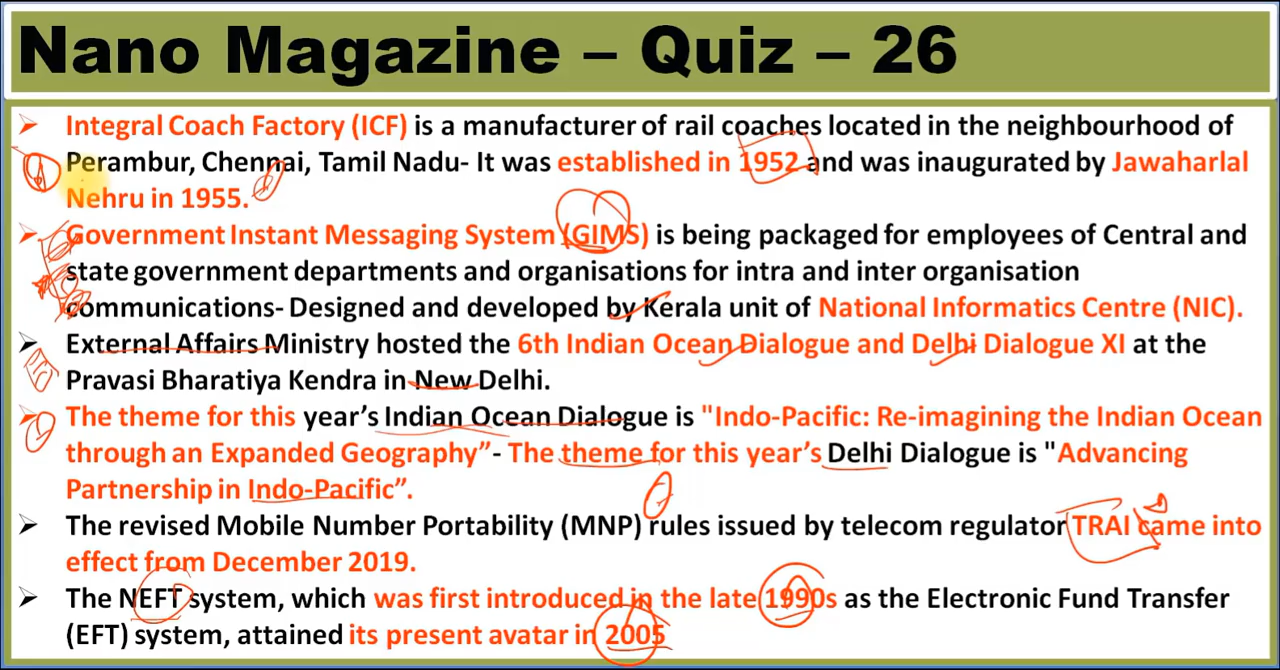 Nano Magazine – Quiz – 26
➢ Integral Coach Factory (ICF) is a manufacturer of rail coaches located in the neighbourhood of
Perambur, Chennai, Tamil Nadu- It was established in 1952 and was inaugurated by Jawaharlal
Nehru in 1955.
➢ Government Instant Messaging System (GIMS) is being packaged for employees of Central and
state government departments and organisations for intra and inter organisation
communications- Designed and developed by Kerala unit of National Informatics Centre (NIC).
➢ External Affairs Ministry hosted the 6th Indian Ocean Dialogue and Delhi Dialogue XI at the
Pravasi Bharatiya Kendra in New Delhi.
➢ The theme for this year’s Indian Ocean Dialogue is "Indo-Pacific: Re-imagining the Indian Ocean
through an Expanded Geography”- The theme for this year’s Delhi Dialogue is "Advancing
Partnership in Indo-Pacific”.
➢ The revised Mobile Number Portability (MNP) rules issued by telecom regulator TRAI came into
effect from December 2019.
➢ The NEFT system, which was first introduced in the late 1990s as the Electronic Fund Transfer
(EFT) system, attained its present avatar in 2005